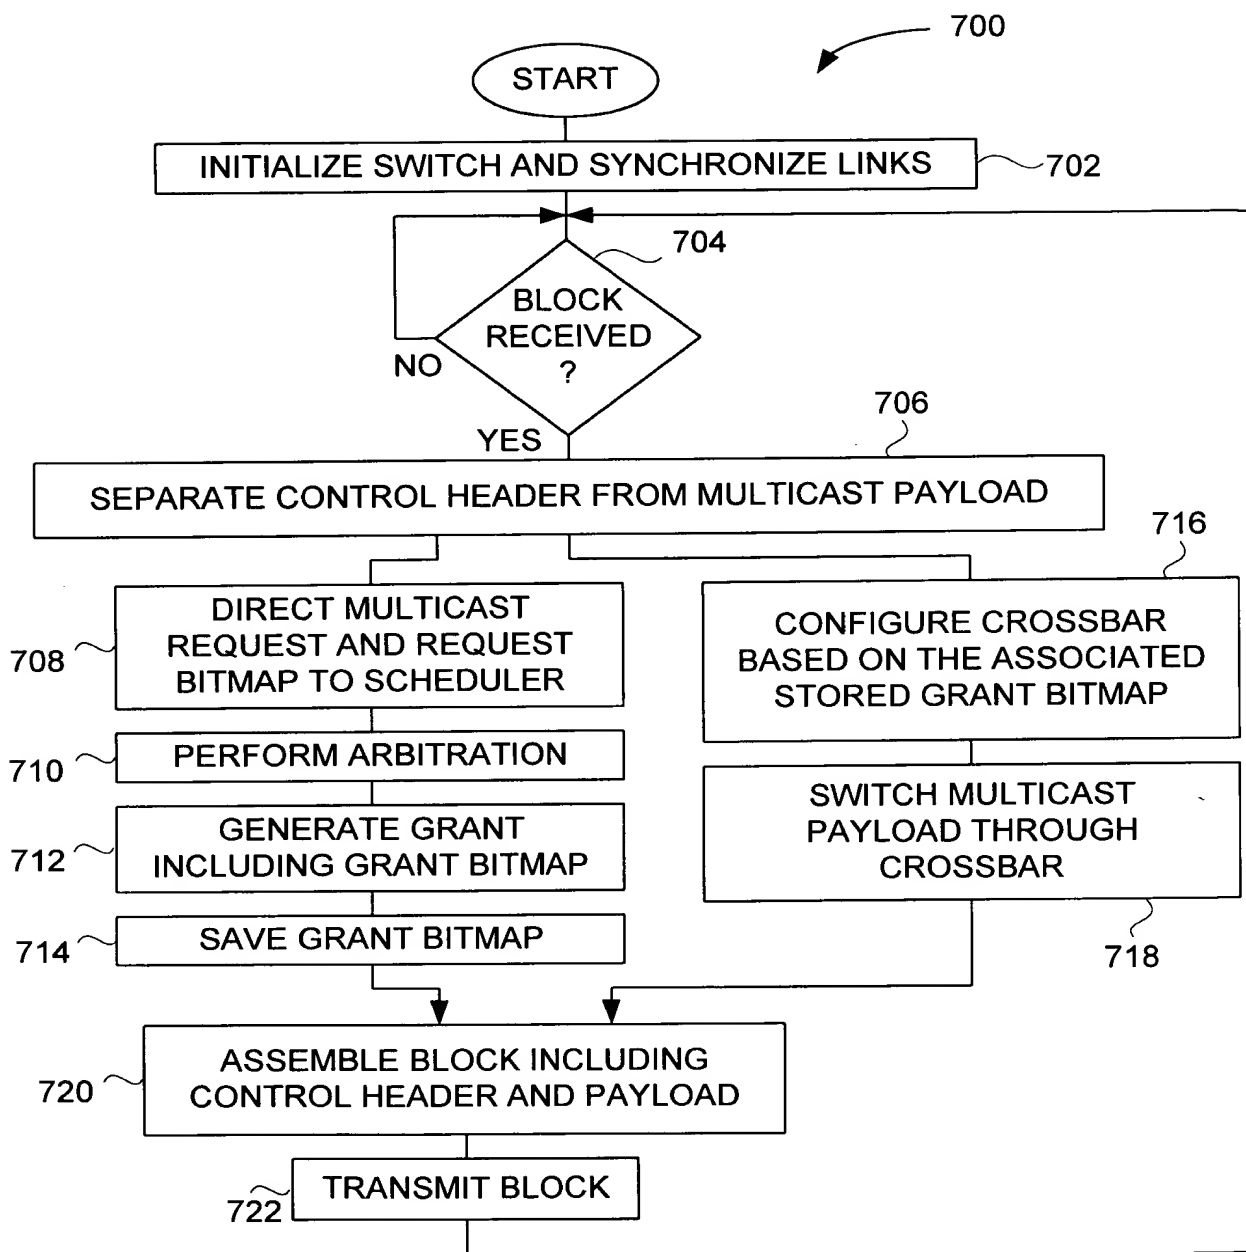 700
START
INITIALIZE SWITCH AND SYNCHRONIZE LINKS
702
704
BLOCK
RECEIVED
?
NO
YES
706
SEPARATE CONTROL HEADER FROM MULTICAST PAYLOAD
708
DIRECT MULTICAST
REQUEST AND REQUEST
BITMAP TO SCHEDULER
710
PERFORM ARBITRATION
712
GENERATE GRANT
INCLUDING GRANT BITMAP
714
SAVE GRANT BITMAP
716
CONFIGURE CROSSBAR
BASED ON THE ASSOCIATED
STORED GRANT BITMAP
SWITCH MULTICAST
PAYLOAD THROUGH
CROSSBAR
718
720
ASSEMBLE BLOCK INCLUDING
CONTROL HEADER AND PAYLOAD
722
TRANSMIT BLOCK